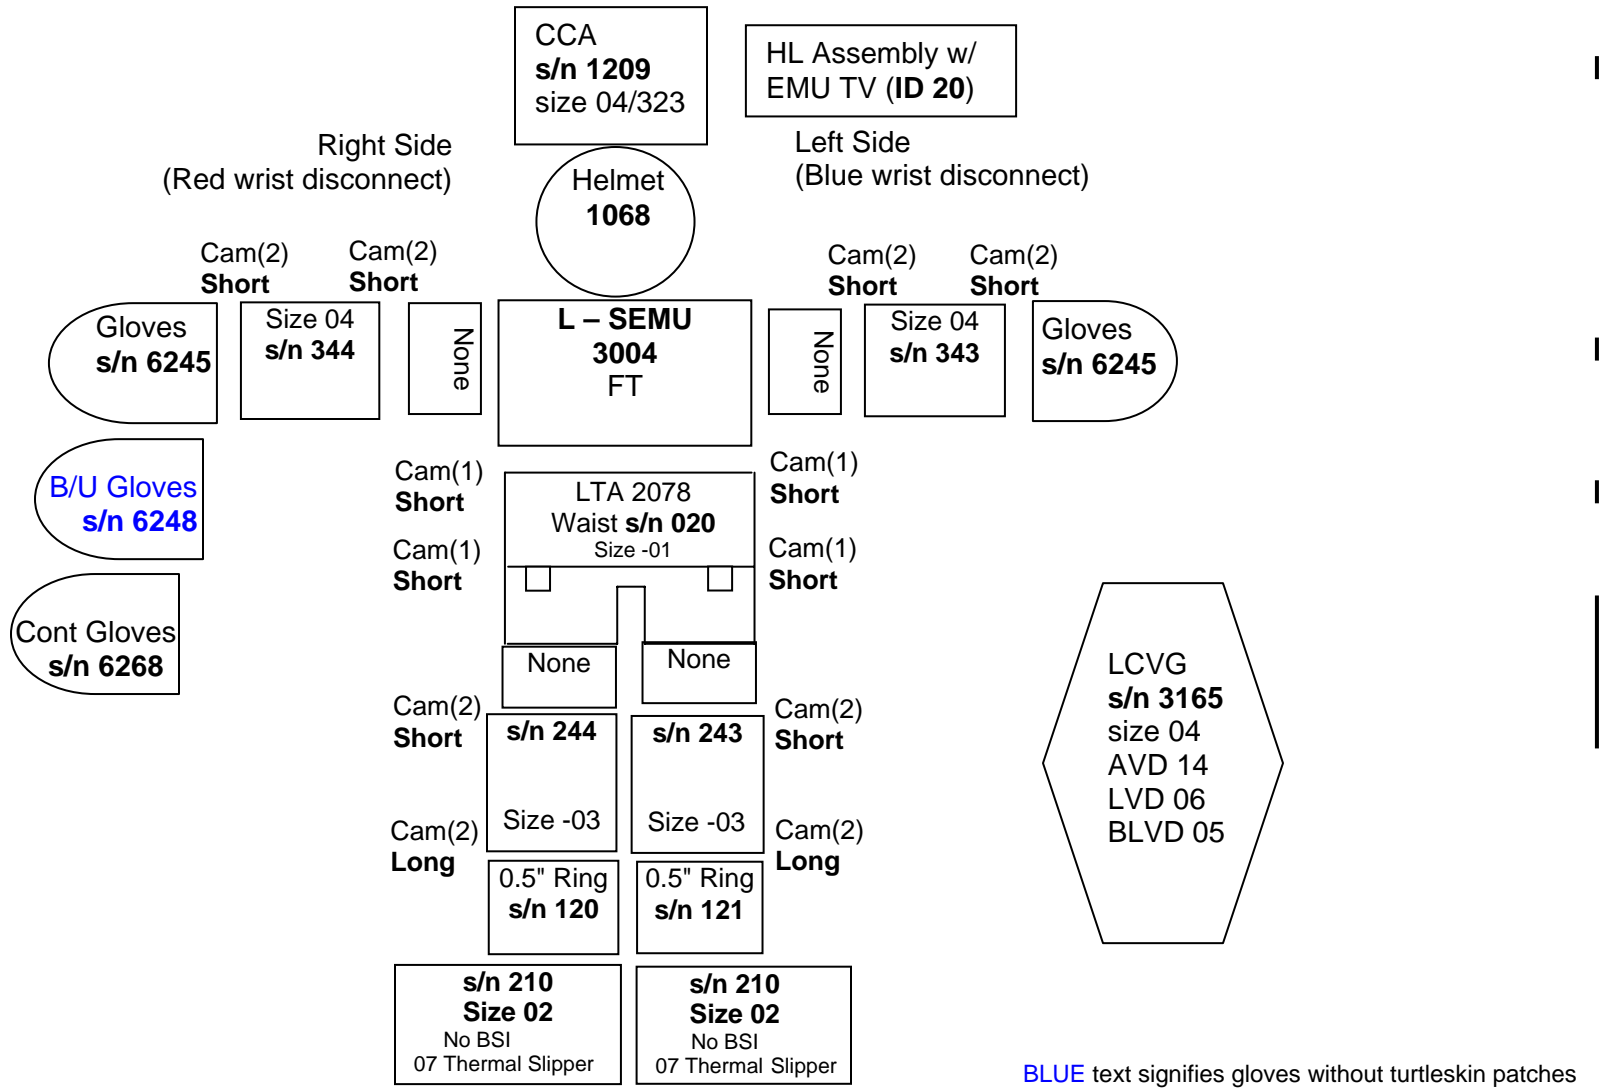 CCA
s/n 1209
size 04/323
HL Assembly w/
EMU TV (ID 20)
Right Side
(Red wrist disconnect)
Left Side
(Blue wrist disconnect)
Helmet
1068
Cam(2)
Short
Cam(2)
Short
Cam(2)
Short
Cam(2)
Short
Gloves
s/n 6245
Size 04
s/n 344
None
L – SEMU
3004
FT
None
Size 04
s/n 343
Gloves
s/n 6245
B/U Gloves
s/n 6248
Cont Gloves
s/n 6268
Cam(1)
Short
Cam(1)
Short
LTA 2078
Waist s/n 020
Size -01
Cam(1)
Short
Cam(1)
Short
None
None
Cam(2)
Short
s/n 244
Size -03
s/n 243
Size -03
Cam(2)
Short
Cam(2)
Long
Cam(2)
Long
0.5" Ring
s/n 120
0.5" Ring
s/n 121
s/n 210
Size 02
No BSI
07 Thermal Slipper
s/n 210
Size 02
No BSI
07 Thermal Slipper
LCVG
s/n 3165
size 04
AVD 14
LVD 06
BLVD 05
BLUE text signifies gloves without turtleskin patches